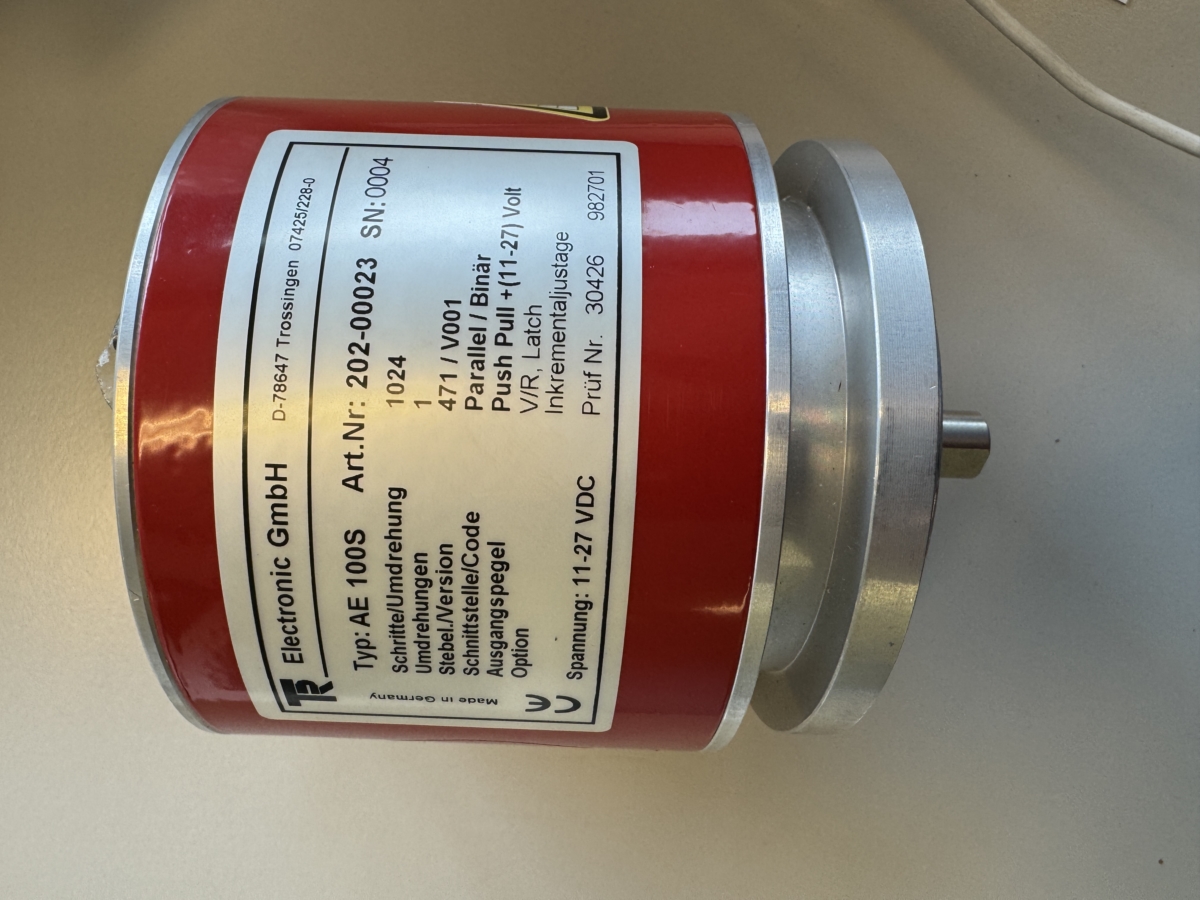 TR Electronic GmbH D-78647 Trossingen 07425/228-0
Typ: AE 100S Art.Nr: 202-00023 SN: 0004
Schritte/Umdrehung 1024
Umdrehungen 1
Stebel./Version 471 / V001
Schnittstelle/Code Parallel / Binär
Ausgangspegel Push Pull +(11-27) Volt
Option V/R, Latch
Inkrementaljustage
CE Spannung: 11-27 VDC Prüf Nr. 30426 982701
Made in Germany